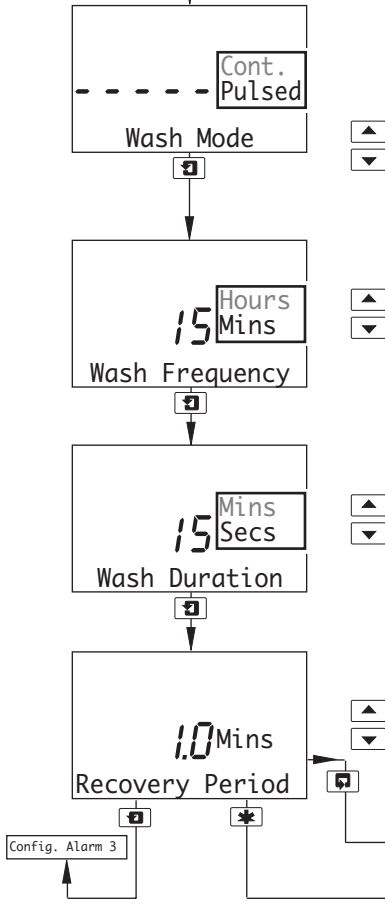 Cont.
- - - - - Pulsed
Wash Mode
Hours
15 Mins
Wash Frequency
Mins
15 Secs
Wash Duration
1.0 Mins
Recovery Period
Config. Alarm 3